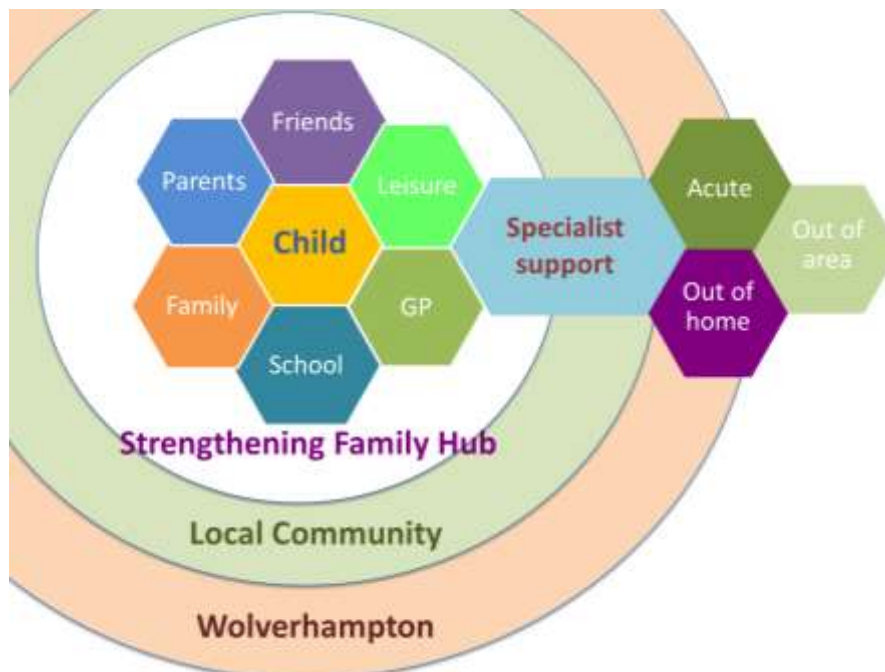 Friends
Parents
Leisure
Child
Family
GP
School
Specialist
support
Acute
Out of
area
Out of
home
Strengthening Family Hub
Local Community
Wolverhampton